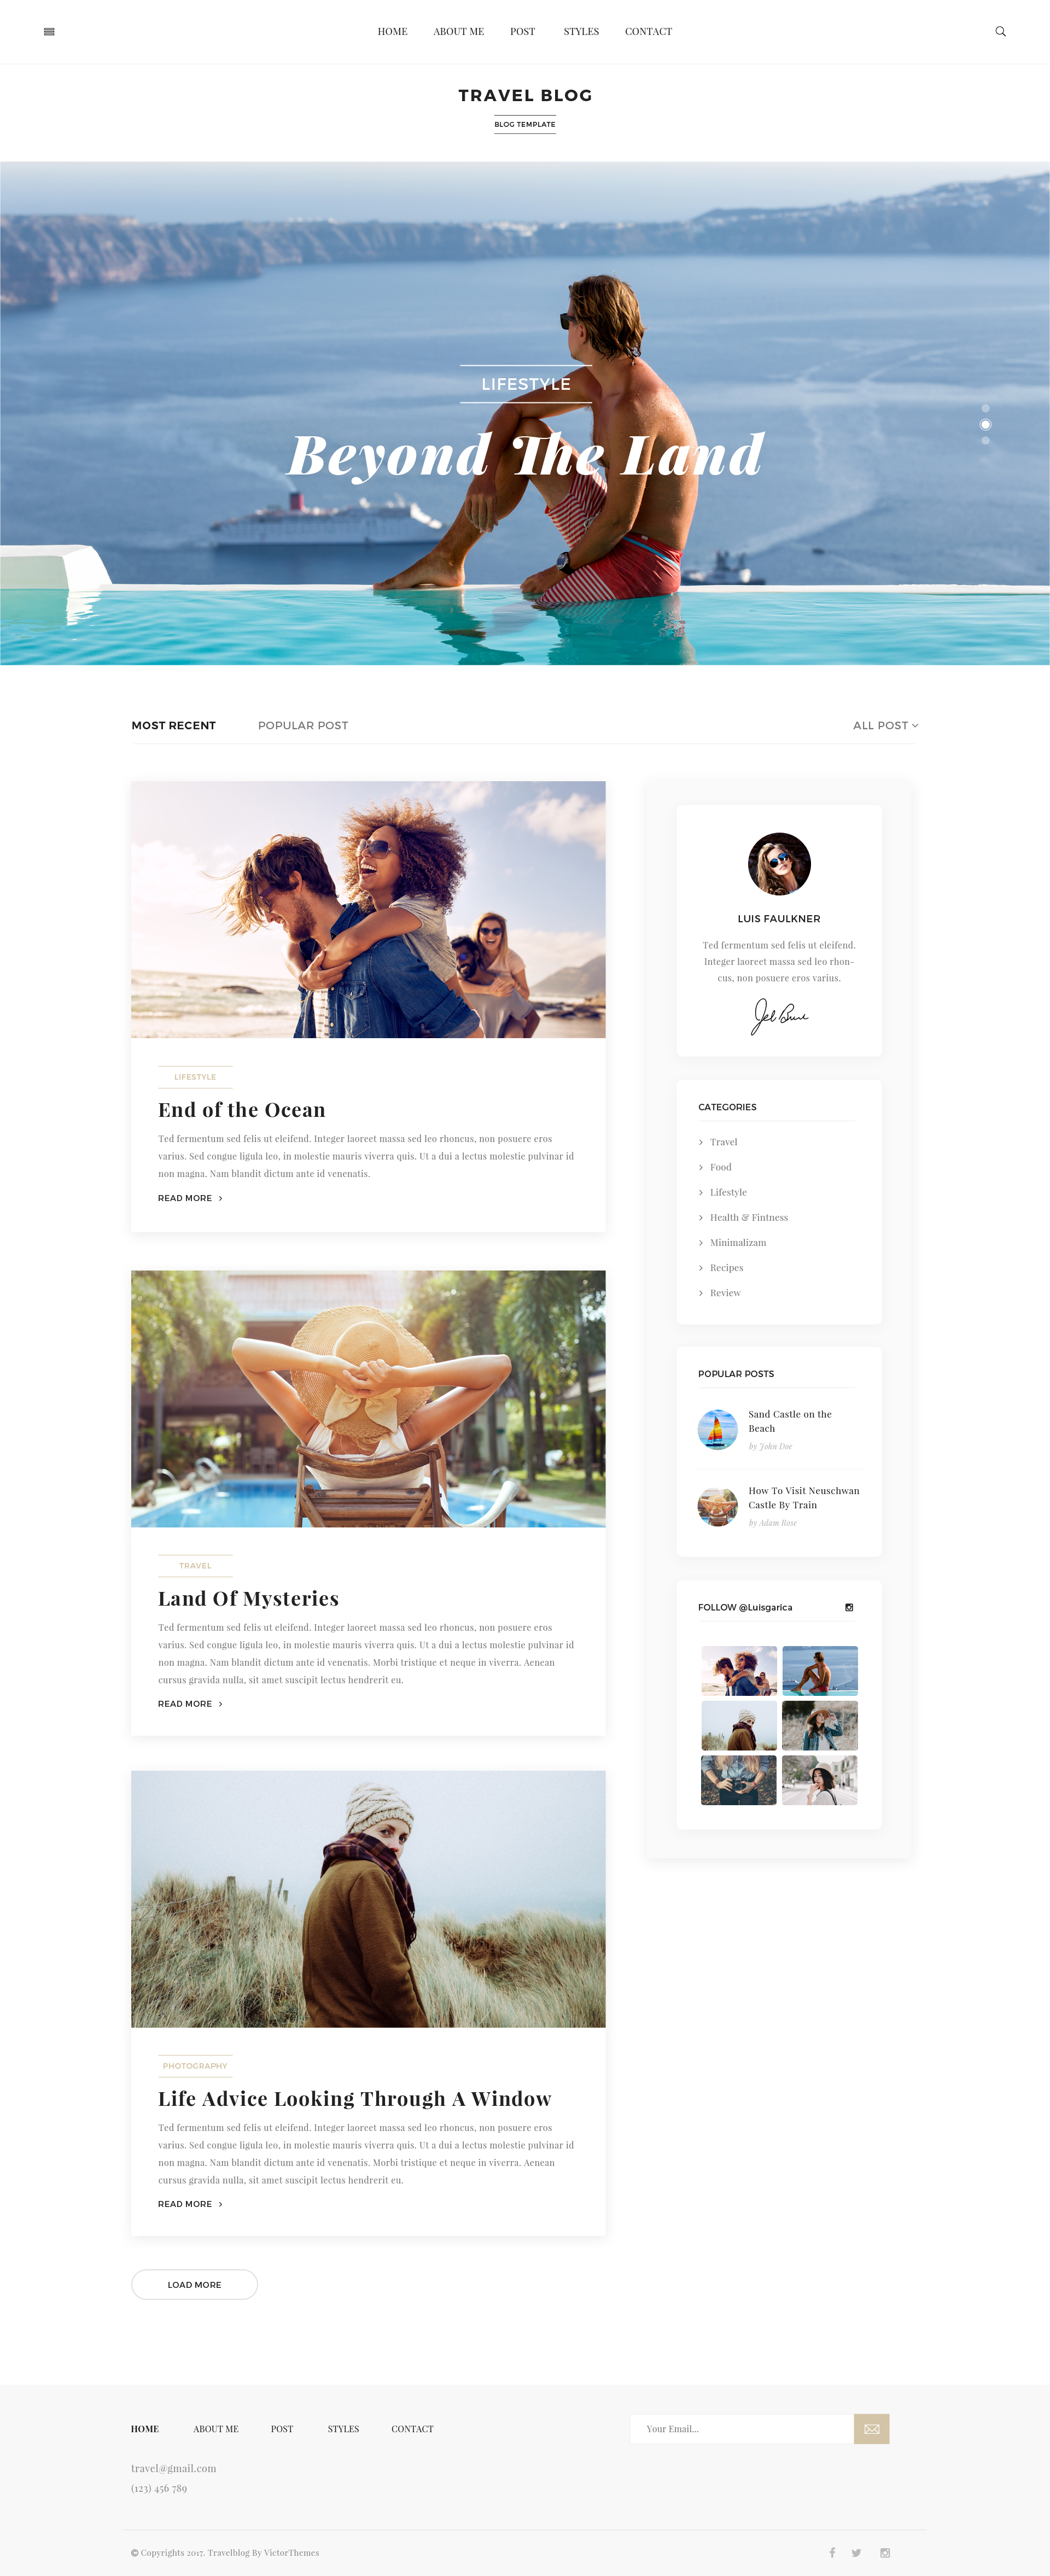 HOME ABOUT ME POST STYLES CONTACT
TRAVEL BLOG
BLOG TEMPLATE
LIFESTYLE
Beyond The Land
MOST RECENT POPULAR POST ALL POST
LIFESTYLE
End of the Ocean
Ted fermentum sed felis ut eleifend. Integer laoreet massa sed leo rhoncus, non posuere eros
varius. Sed congue ligula leo, in molestie mauris viverra quis. Ut a dui a lectus molestie pulvinar id
non magna. Nam blandit dictum ante id venenatis.
READ MORE
TRAVEL
Land Of Mysteries
Ted fermentum sed felis ut eleifend. Integer laoreet massa sed leo rhoncus, non posuere eros
varius. Sed congue ligula leo, in molestie mauris viverra quis. Ut a dui a lectus molestie pulvinar id
non magna. Nam blandit dictum ante id venenatis. Morbi tristique et neque in viverra. Aenean
cursus gravida nulla, sit amet suscipit lectus hendrerit eu.
READ MORE
PHOTOGRAPHY
Life Advice Looking Through A Window
Ted fermentum sed felis ut eleifend. Integer laoreet massa sed leo rhoncus, non posuere eros
varius. Sed congue ligula leo, in molestie mauris viverra quis. Ut a dui a lectus molestie pulvinar id
non magna. Nam blandit dictum ante id venenatis. Morbi tristique et neque in viverra. Aenean
cursus gravida nulla, sit amet suscipit lectus hendrerit eu.
READ MORE
LOAD MORE
LUIS FAULKNER
Ted fermentum sed felis ut eleifend.
Integer laoreet massa sed leo rhon-
cus, non posuere eros varius.
CATEGORIES
Travel
Food
Lifestyle
Health & Fintness
Minimalizam
Recipes
Review
POPULAR POSTS
Sand Castle on the
Beach
by John Doe
How To Visit Neuschwan
Castle By Train
by Adam Rose
FOLLOW @Luisgarica
HOME ABOUT ME POST STYLES CONTACT
Your Email...
travel@gmail.com
(123) 456 789
© Copyrights 2017. Travelblog By VictorThemes